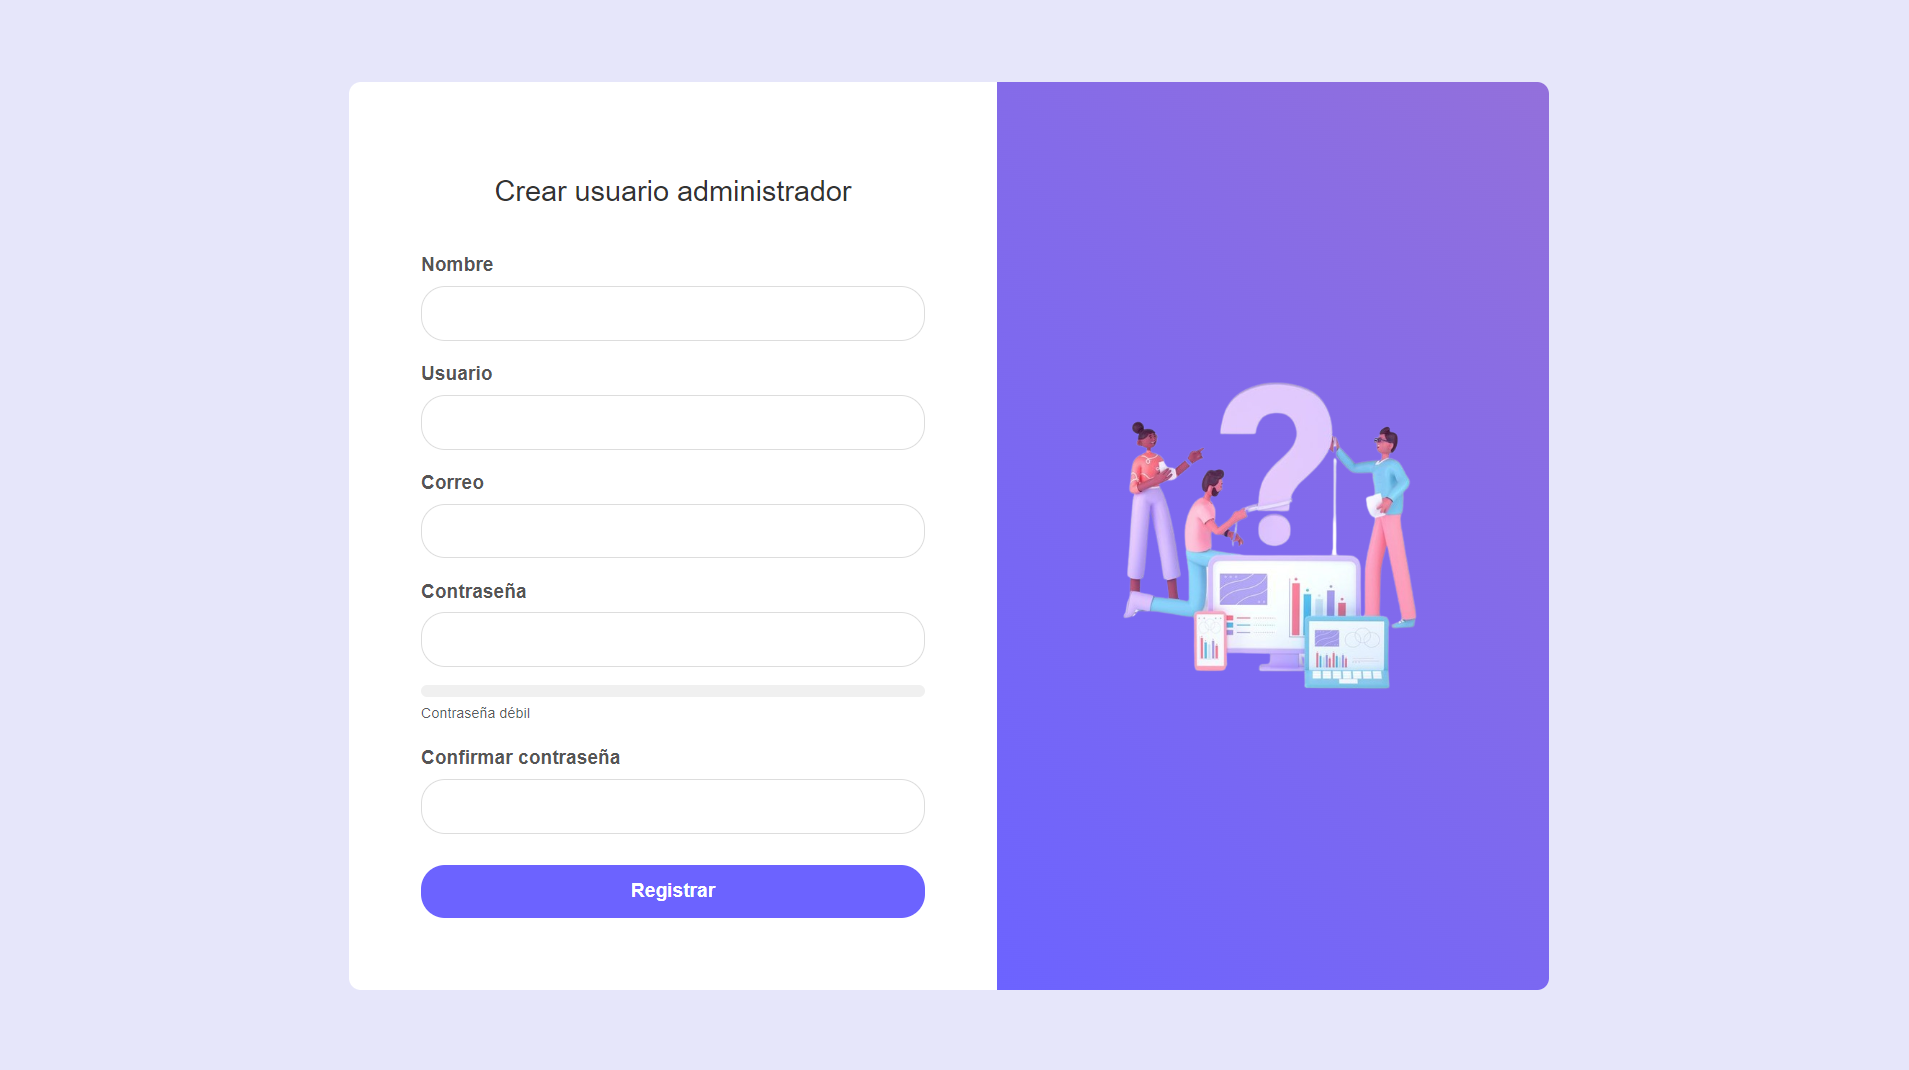 Crear usuario administrador
Nombre
Usuario
Correo
Contraseña
Contraseña débil
Confirmar contraseña
Registrar
?